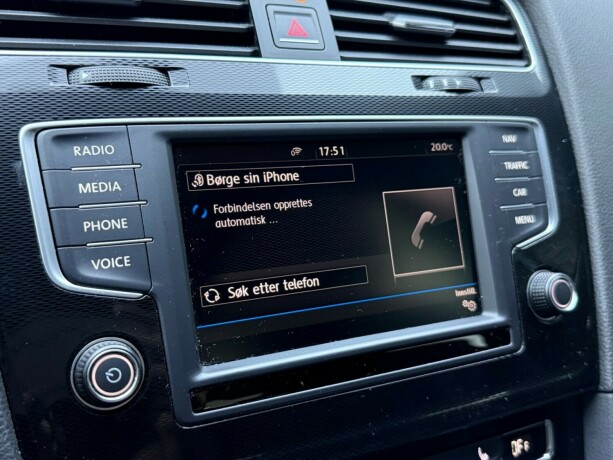 RADIO
MEDIA
PHONE
VOICE
17:51
20.0°C
Børge sin iPhone
Forbindelsen opprettes
automatisk ...
Søk etter telefon
Innstill.
NAV
TRAFFIC
CAR
MENU